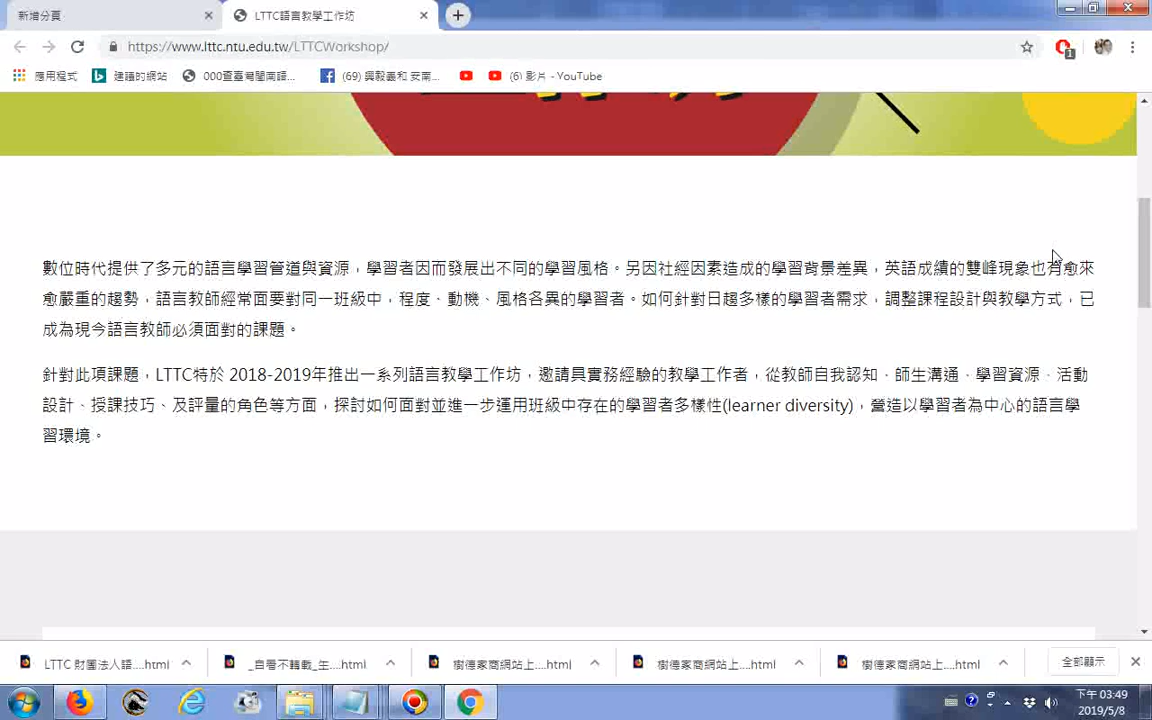 新增分頁
LTTC語言教學工作坊
https://www.lttc.ntu.edu.tw/LTTCWorkshop/
1
應用程式
建議的網站
000查臺灣閩南語...
(69) 興毅義和 安南...
(6) 影片 - YouTube
數位時代提供了多元的語言學習管道與資源，學習者因而發展出不同的學習風格。另因社經因素造成的學習背景差異，英語成績的雙峰現象也有愈來
愈嚴重的趨勢，語言教師經常面要對同一班級中，程度、動機、風格各異的學習者。如何針對日趨多樣的學習者需求，調整課程設計與教學方式，已
成為現今語言教師必須面對的課題。
針對此項課題，LTTC特於 2018-2019年推出一系列語言教學工作坊，邀請具實務經驗的教學工作者，從教師自我認知、師生溝通、學習資源、活動
設計、授課技巧、及評量的角色等方面，探討如何面對並進一步運用班級中存在的學習者多樣性(learner diversity)，營造以學習者為中心的語言學
習環境。
LTTC 財團法人語....html
_自看不轉載_生....html
樹德家商網站上....html
樹德家商網站上....html
樹德家商網站上....html
全部顯示
下午 03:49
2019/5/8